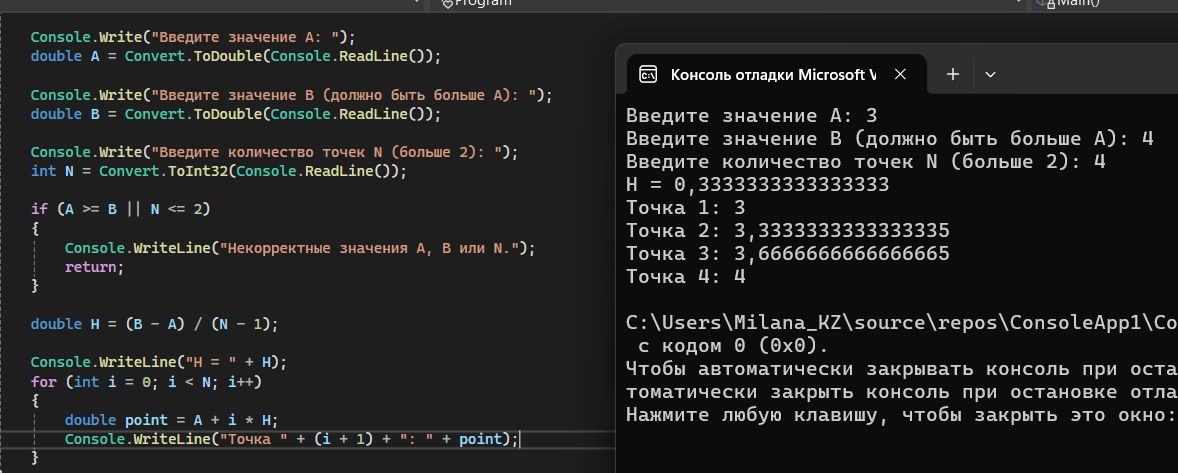 Program
Main()
Console.Write("Введите значение A: ");
double A = Convert.ToDouble(Console.ReadLine());
Console.Write("Введите значение B (должно быть больше A): ");
double B = Convert.ToDouble(Console.ReadLine());
Console.Write("Введите количество точек N (больше 2): ");
int N = Convert.ToInt32(Console.ReadLine());
if (A >= B || N <= 2)
{
Console.WriteLine("Некорректные значения A, B или N.");
return;
}
double H = (B - A) / (N - 1);
Console.WriteLine("H = " + H);
for (int i = 0; i < N; i++)
{
double point = A + i * H;
Console.WriteLine("Точка " + (i + 1) + ": " + point);
}
Консоль отладки Microsoft V
Введите значение A: 3
Введите значение B (должно быть больше A): 4
Введите количество точек N (больше 2): 4
H = 0,3333333333333333
Точка 1: 3
Точка 2: 3,3333333333333335
Точка 3: 3,6666666666666665
Точка 4: 4
C:\Users\Milana_KZ\source\repos\ConsoleApp1\Co
с кодом 0 (0x0).
Чтобы автоматически закрывать консоль при оста
томатически закрыть консоль при остановке отла
Нажмите любую клавишу, чтобы закрыть это окно: